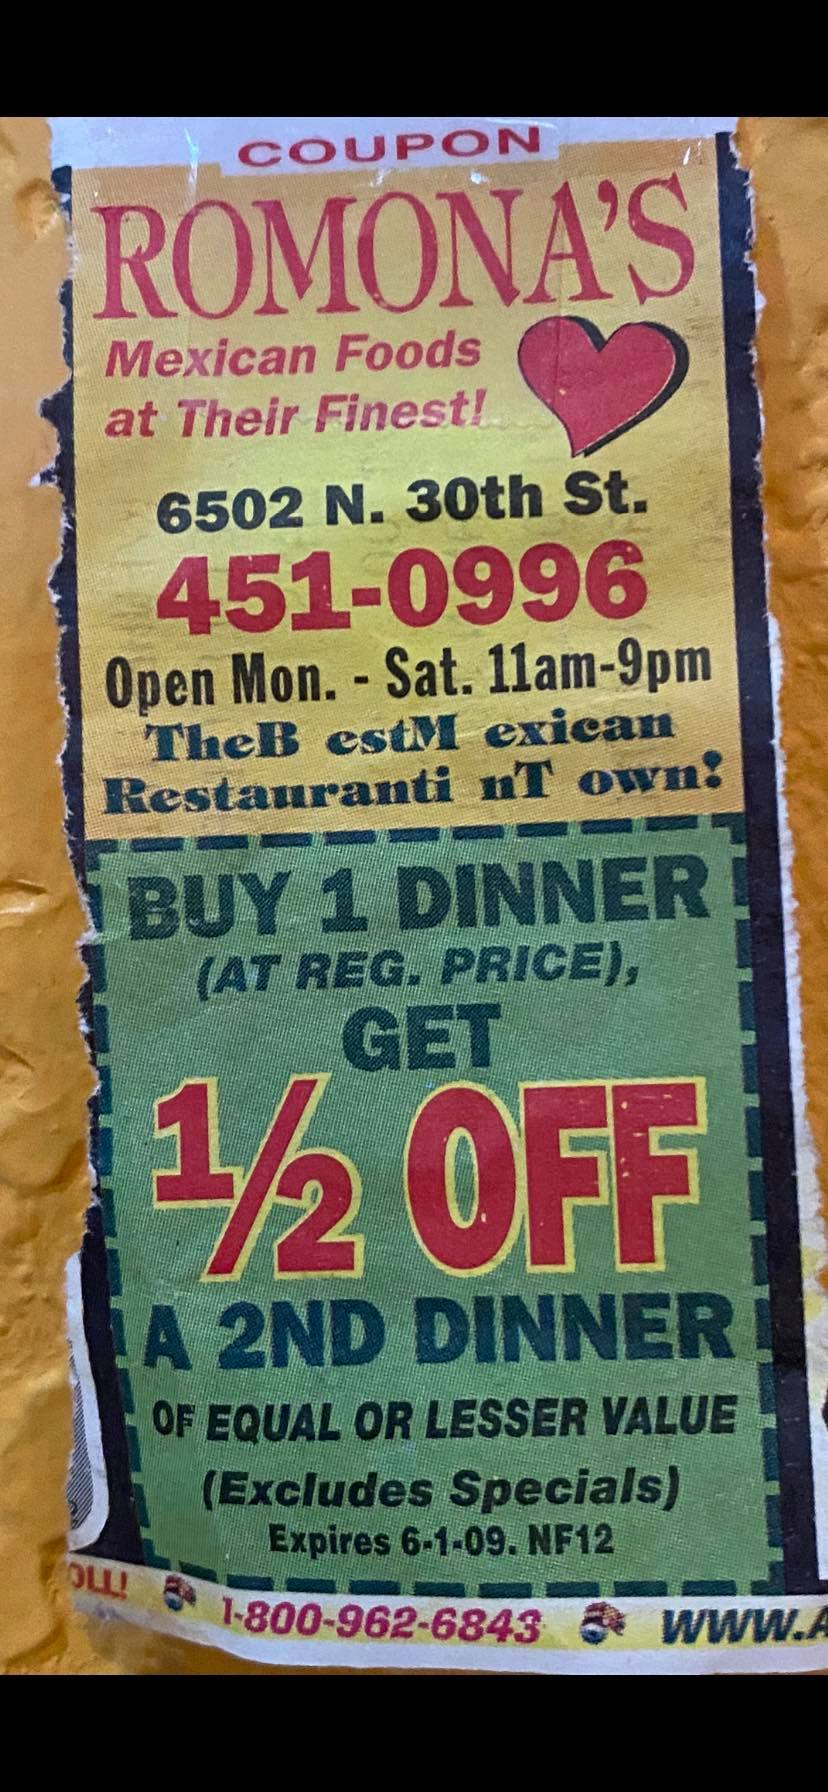 COUPON
ROMONA'S
Mexican Foods
at Their Finest!
6502 N. 30th St.
451-0996
Open Mon. - Sat. 11am-9pm
TheB estM exican
Restauranti nT own!
BUY 1 DINNER
(AT REG. PRICE),
GET
1/2 OFF
A 2ND DINNER
OF EQUAL OR LESSER VALUE
(Excludes Specials)
Expires 6-1-09. NF12
OLL! 1-800-962-6843 WWW.A